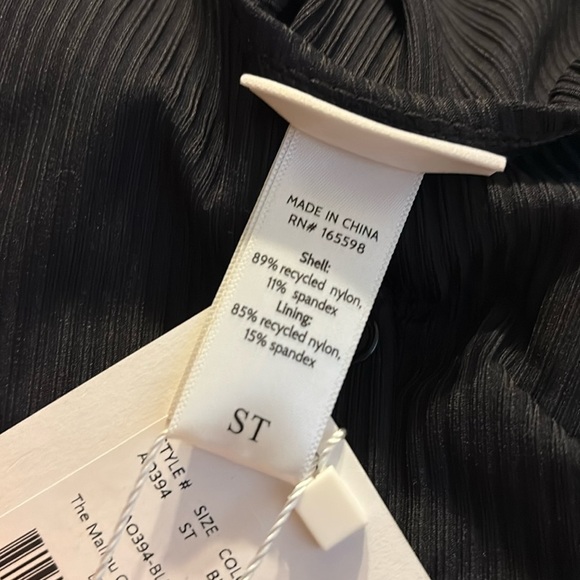 MADE IN CHINA
RN# 165598
Shell:
89% recycled nylon,
11% spandex
Lining:
85% recycled nylon,
15% spandex
ST
STYLE # SIZE
ST
The